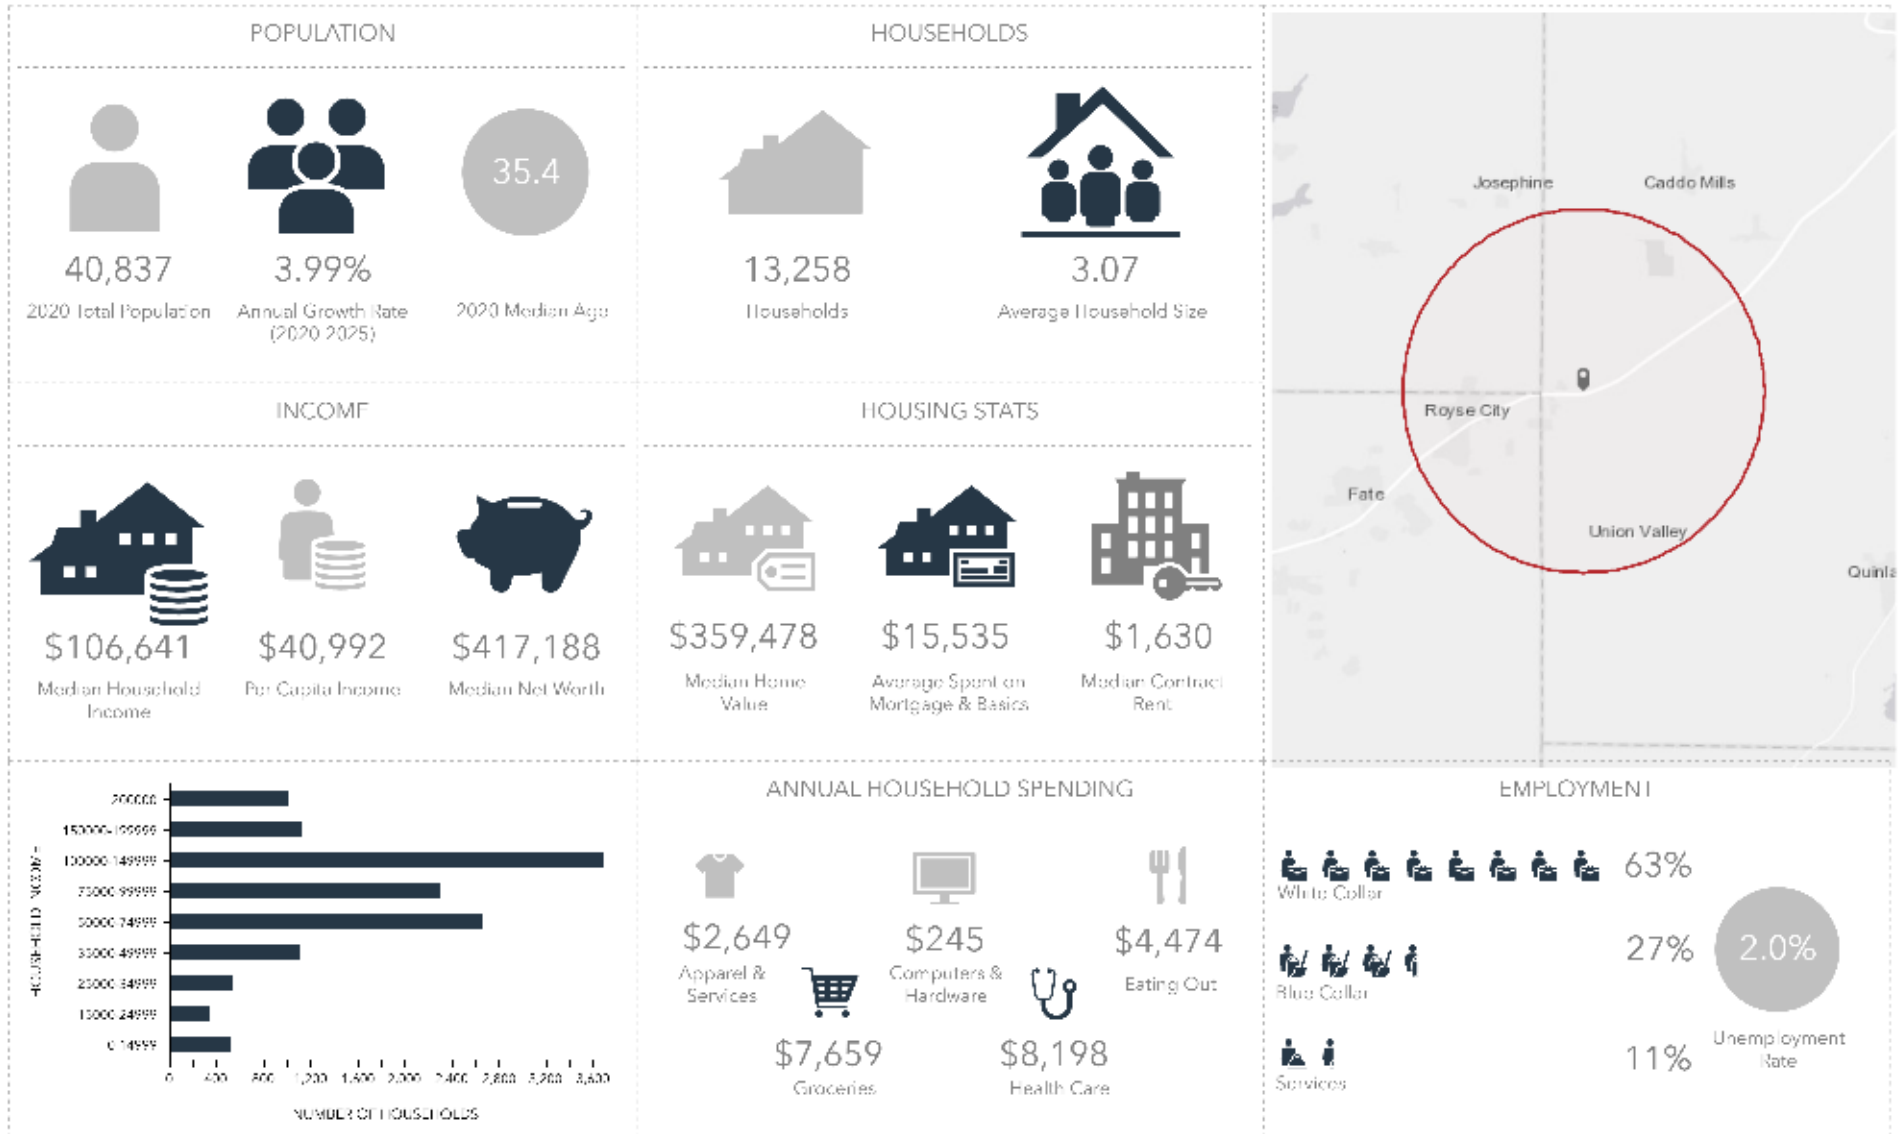 POPULATION
40,837
2020 Total Population
3.99%
Annual Growth Rate
(2020-2025)
35.4
2020 Median Age
HOUSEHOLDS
13,258
Households
3.07
Average Household Size
Josephine
Caddo Mills
Royse City
Fate
Union Valley
Quinla
INCOME
$106,641
Median Household
Income
$40,992
Per Capita Income
$417,188
Median Net Worth
HOUSING STATS
$359,478
Median Home
Value
$15,535
Average Spent on
Mortgage & Basics
$1,630
Median Contract
Rent
HOUSEHOLD INCOME
200000
150000-199999
100000-149999
75000-99999
50000-74999
35000-49999
25000-34999
15000-24999
0-14999
0 400 800 1,200 1,600 2,000 2,400 2,800 3,200 3,600
NUMBER OF HOUSEHOLDS
ANNUAL HOUSEHOLD SPENDING
$2,649
Apparel &
Services
$245
Computers &
Hardware
$4,474
Eating Out
$7,659
Groceries
$8,198
Health Care
EMPLOYMENT
63%
White Collar
27%
Blue Collar
11%
Services
2.0%
Unemployment
Rate